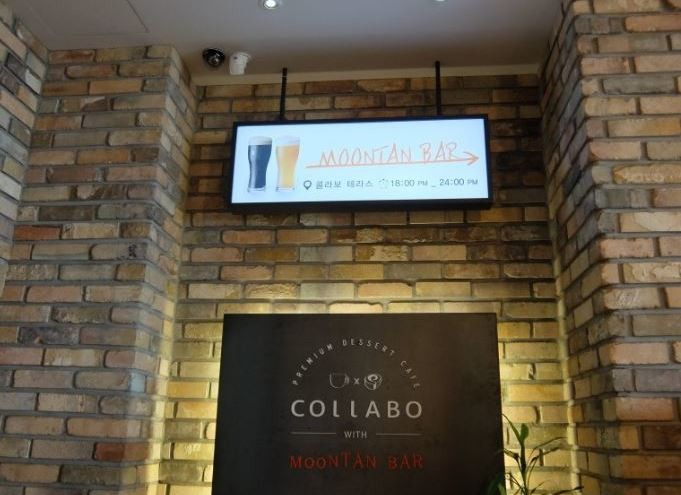 MOONTAN BAR
콜라보 테라스 18:00 PM _ 24:00 PM
PREMIUM DESSERT CAFE
x
COLLABO
WITH
MOONTAN BAR